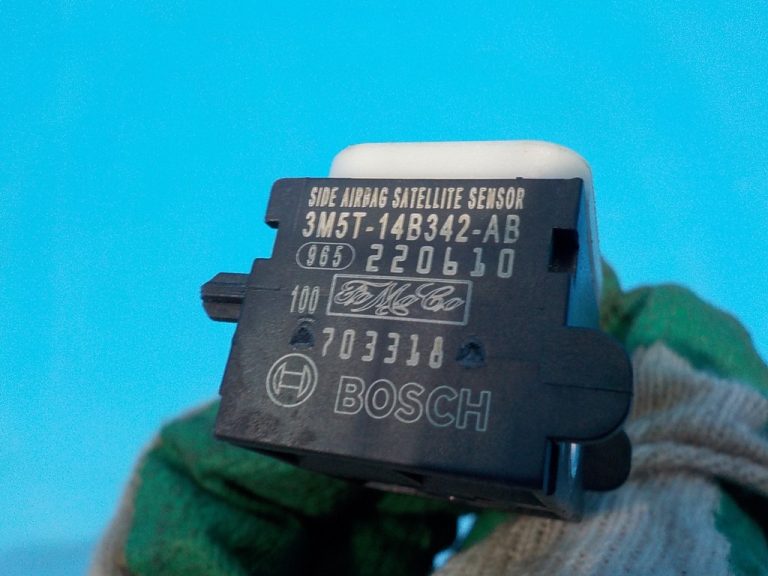 SIDE AIRBAG SATELLITE SENSOR
3M5T-14B342-AB
965 220610
100 FoMoCo
703318
BOSCH